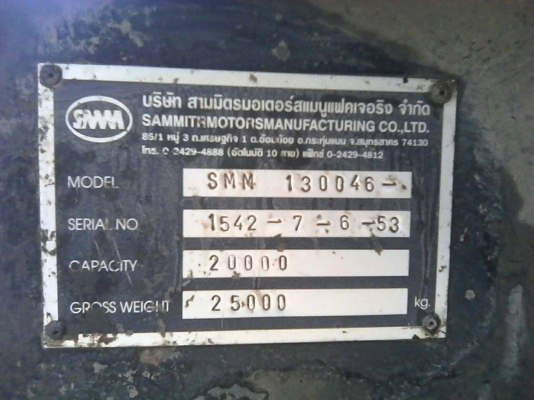 SMM
บริษัท สามมิตรมอเตอร์สแมนูแฟคเจอริง จำกัด
SAMMITRMOTORSMANUFACTURING CO.,LTD.
85/1 หมู่ 3 ถ.เศรษฐกิจ 1 ต.อ้อมน้อย อ.กระทุ่มแบน จ.สมุทรสาคร 74130
โทร. 0-2429-4888 (อัตโนมัติ 10 สาย) แฟ็กซ์ 0-2429-4812
MODEL SMM 130046-
SERIAL NO 1542-7-6-53
CAPACITY 20000
GROSS WEIGHT 25000 kg.